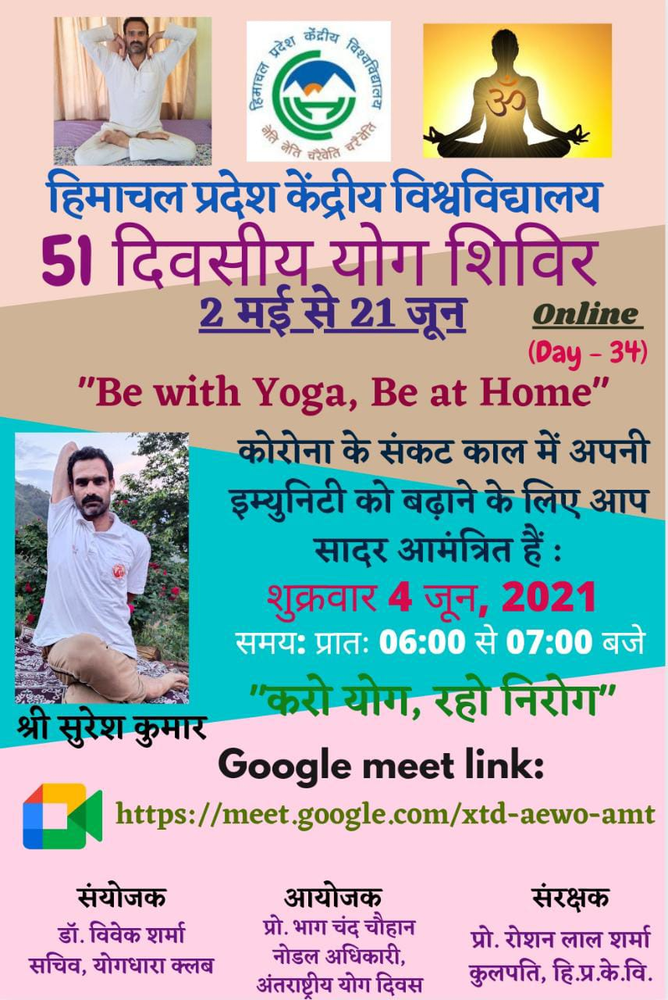 हिमाचल प्रदेश केंद्रीय विश्वविद्यालय
नेति नेति चरैवेति चरैवेति
ॐ
हिमाचल प्रदेश केंद्रीय विश्वविद्यालय
51 दिवसीय योग शिविर
2 मई से 21 जून
Online
(Day - 34)
"Be with Yoga, Be at Home"
कोरोना के संकट काल में अपनी
इम्युनिटी को बढ़ाने के लिए आप
सादर आमंत्रित हैं :
शुक्रवार 4 जून, 2021
समय: प्रातः 06:00 से 07:00 बजे
"करो योग, रहो निरोग"
श्री सुरेश कुमार
Google meet link:
https://meet.google.com/xtd-aewo-amt
संयोजक
डॉ. विवेक शर्मा
सचिव, योगधारा क्लब
आयोजक
प्रो. भाग चंद चौहान
नोडल अधिकारी,
अंतराष्ट्रीय योग दिवस
संरक्षक
प्रो. रोशन लाल शर्मा
कुलपति, हि.प्र.के.वि.